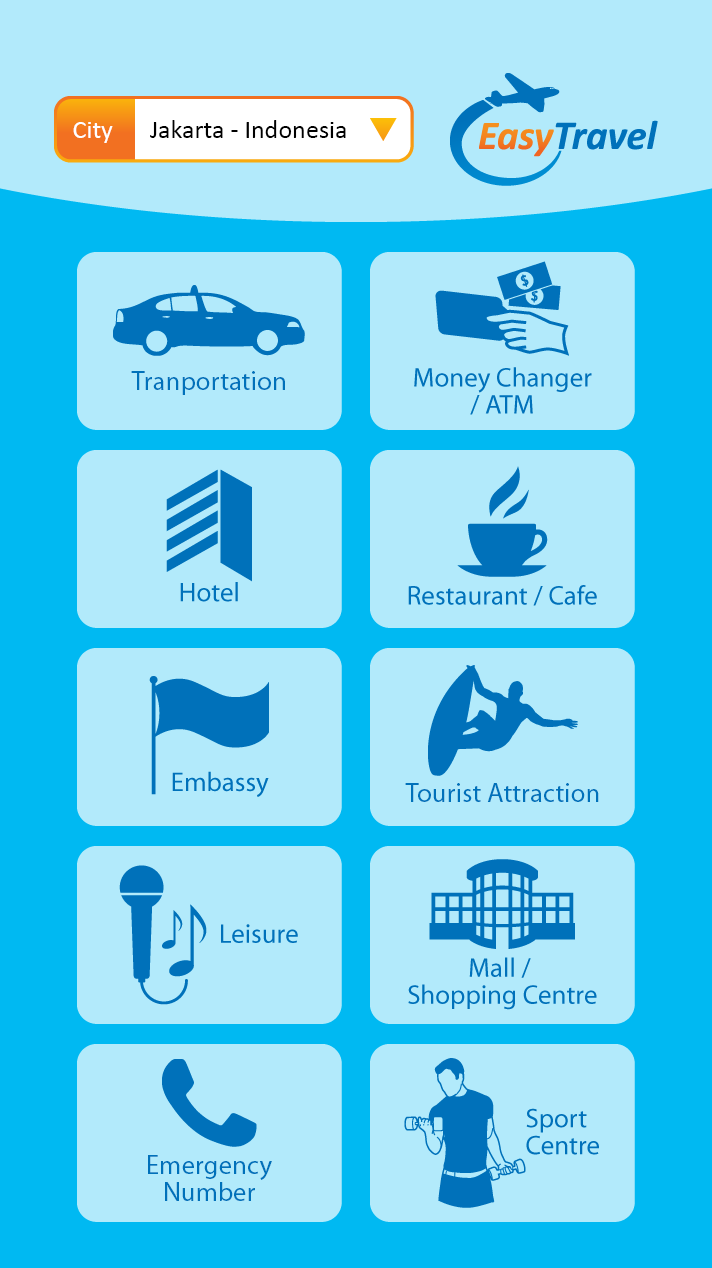 City
Jakarta - Indonesia
EasyTravel
Tranportation
Money Changer
/ ATM
$
$
Hotel
Restaurant / Cafe
Embassy
Tourist Attraction
Leisure
Mall /
Shopping Centre
Emergency
Number
Sport
Centre